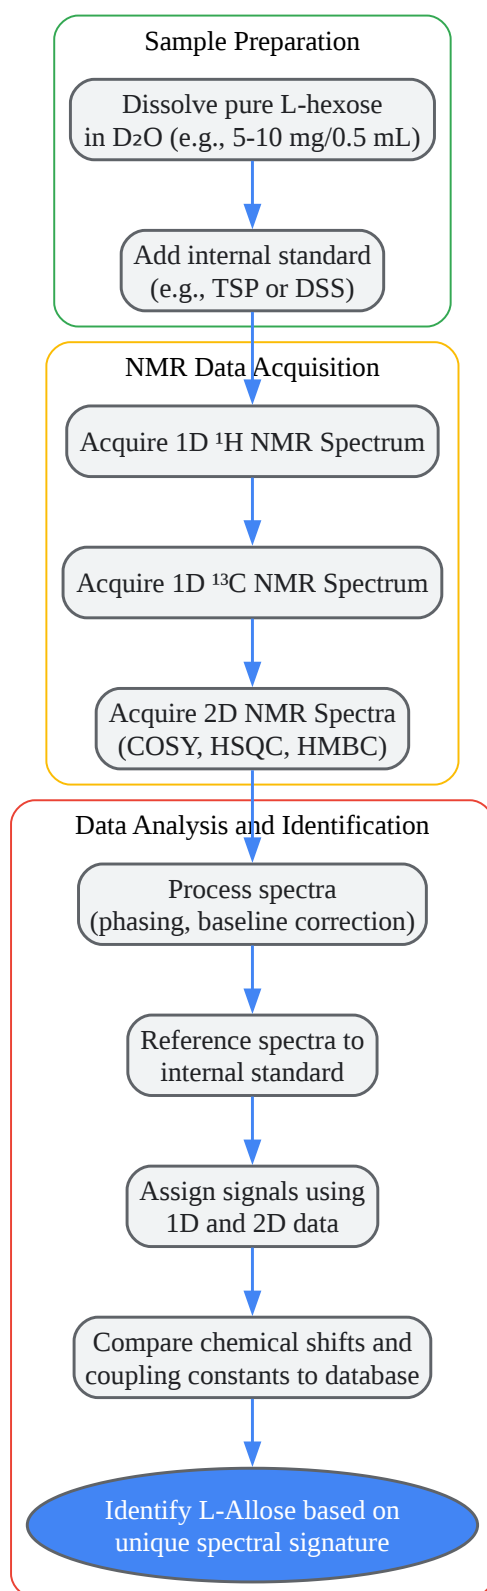 Sample Preparation
Dissolve pure L-hexose
in D₂O (e.g., 5-10 mg/0.5 mL)
Add internal standard
(e.g., TSP or DSS)
NMR Data Acquisition
Acquire 1D ¹H NMR Spectrum
Acquire 1D ¹³C NMR Spectrum
Acquire 2D NMR Spectra
(COSY, HSQC, HMBC)
Data Analysis and Identification
Process spectra
(phasing, baseline correction)
Reference spectra to
internal standard
Assign signals using
1D and 2D data
Compare chemical shifts and
coupling constants to database
Identify L-Allose based on
unique spectral signature